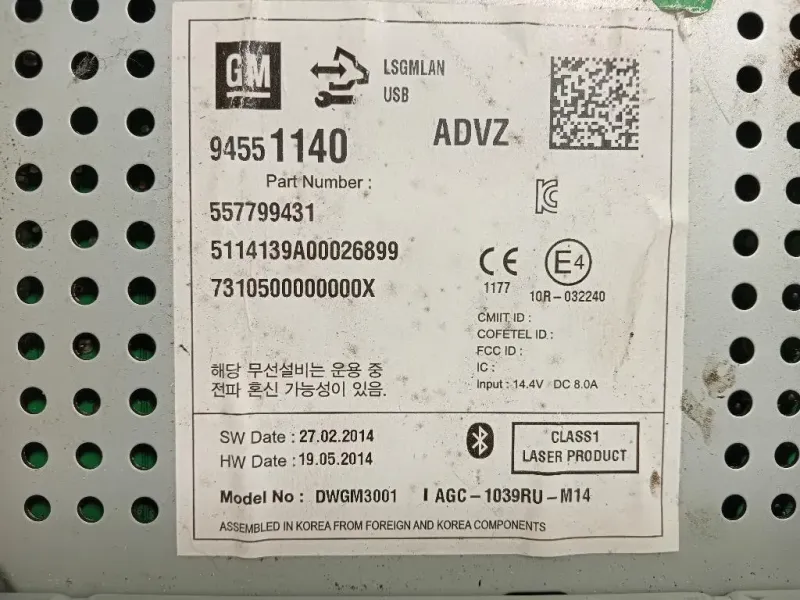 GM
LSGMLAN
USB
94551140
ADVZ
Part Number :
557799431
5114139A00026899
7310500000000X
CE
1177
E4
10R-032240
CMIIT ID :
COFETEL ID :
FCC ID :
IC :
Input : 14.4V / DC 8.0A
해당 무선설비는 운용 중
전파 혼신 가능성이 있음.
SW Date : 27.02.2014
HW Date : 19.05.2014
CLASS1
LASER PRODUCT
Model No : DWGM3001 I AGC-1039RU-M14
ASSEMBLED IN KOREA FROM FOREIGN AND KOREA COMPONENTS